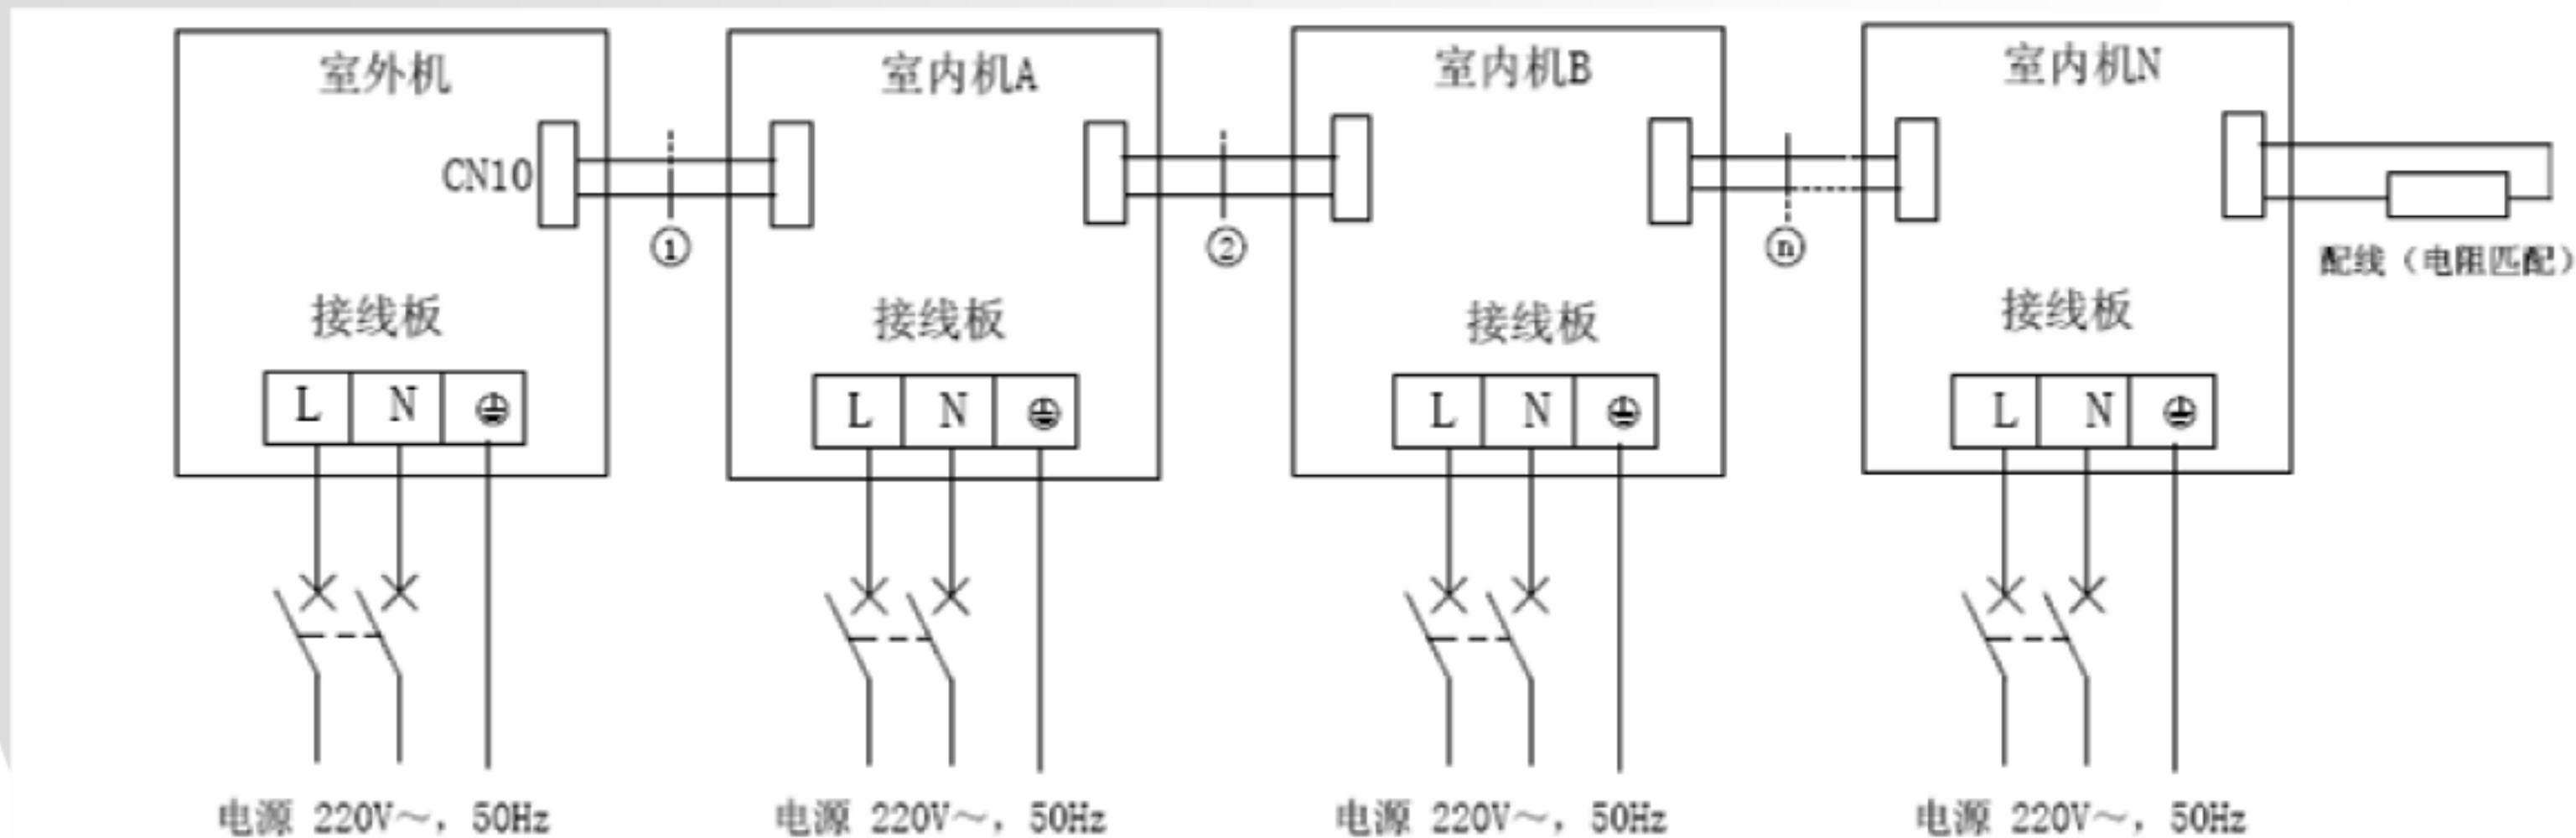 室外机
室内机A
室内机B
室内机N
CN10
①
②
ⓝ
配线（电阻匹配）
接线板
接线板
接线板
接线板
L N
L N
L N
L N
电源 220V～，50Hz
电源 220V～，50Hz
电源 220V～，50Hz
电源 220V～，50Hz